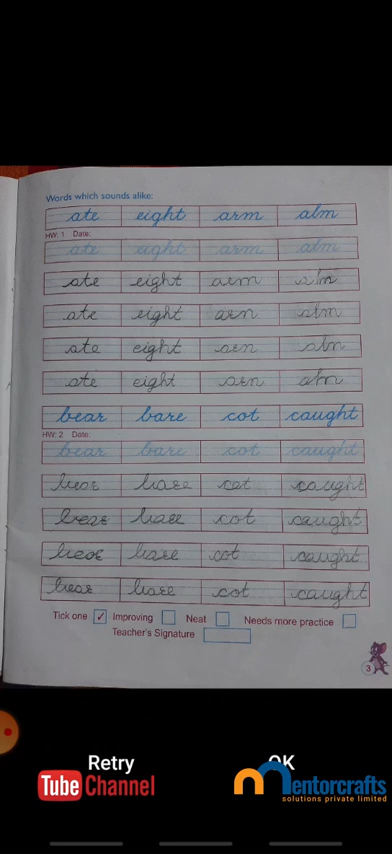 Words which sounds alike:
ate eight arm alm
HW: 1 Date:
ate eight arm alm
ate eight arm alm
ate eight arn alm
ate eight arn aln
ate eight arn alm
bear bare cot caught
HW: 2 Date:
bear bare cot caught
bear bare cot caught
bear bare cot caught
bear bare cot caught
bear bare cot caught
Tick one ✓ Improving Neat Needs more practice
Teacher's Signature
3
Retry OK
Tube Channel mentorcrafts
solutions private limited